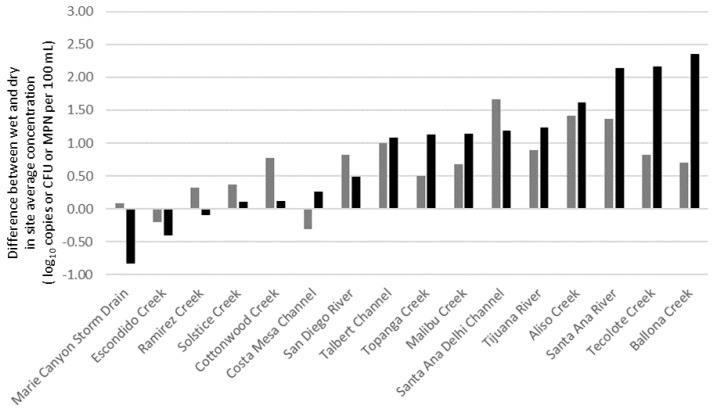 Difference between wet and dry
in site average concentration
( log10 copies or CFU or MPN per 100 mL)
3.00
2.50
2.00
1.50
1.00
0.50
0.00
-0.50
-1.00
Marie Canyon Storm Drain
Escondido Creek
Ramirez Creek
Solstice Creek
Cottonwood Creek
Costa Mesa Channel
San Diego River
Talbert Channel
Topanga Creek
Malibu Creek
Santa Ana Delhi Channel
Tijuana River
Aliso Creek
Santa Ana River
Tecolote Creek
Ballona Creek